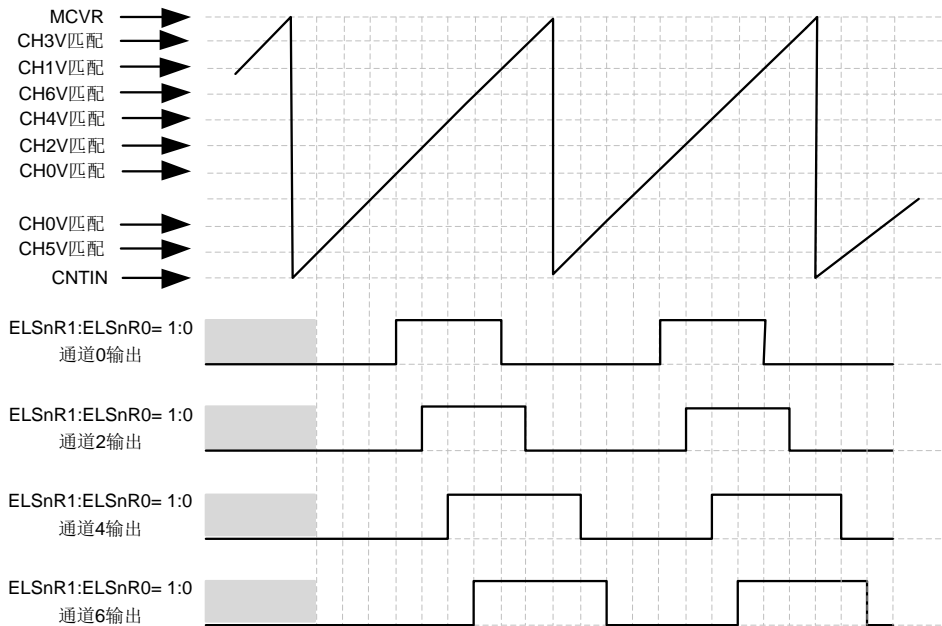 MCVR
CH3V匹配
CH1V匹配
CH6V匹配
CH4V匹配
CH2V匹配
CH0V匹配
CH0V匹配
CH5V匹配
CNTIN
ELSnR1:ELSnR0= 1:0
通道0输出
ELSnR1:ELSnR0= 1:0
通道2输出
ELSnR1:ELSnR0= 1:0
通道4输出
ELSnR1:ELSnR0= 1:0
通道6输出